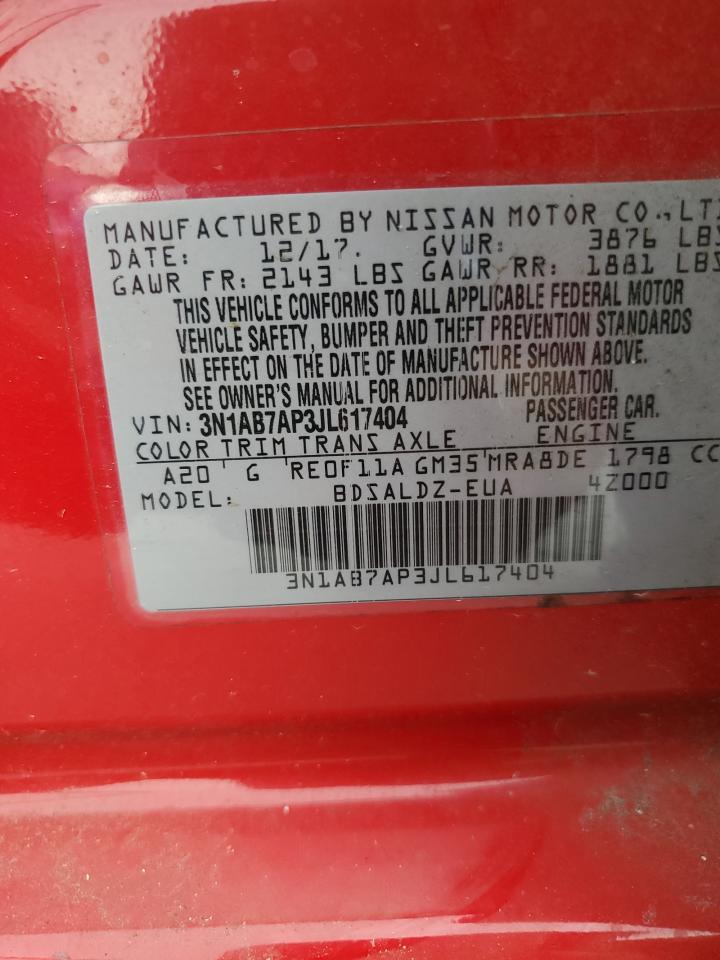 MANUFACTURED BY NISSAN MOTOR CO., LT
DATE: 12/17. GVWR: 3876 LBS
GAWR FR: 2143 LBS GAWR RR: 1881 LBS
THIS VEHICLE CONFORMS TO ALL APPLICABLE FEDERAL MOTOR
VEHICLE SAFETY, BUMPER AND THEFT PREVENTION STANDARDS
IN EFFECT ON THE DATE OF MANUFACTURE SHOWN ABOVE.
SEE OWNER'S MANUAL FOR ADDITIONAL INFORMATION.
VIN: 3N1AB7AP3JL617404 PASSENGER CAR.
COLOR TRIM TRANS AXLE ENGINE
A20 G RE0F11A GM35 MRA8DE 1798 CC
MODEL: BDSALDZ-EUA 4Z000
3N1AB7AP3JL617404